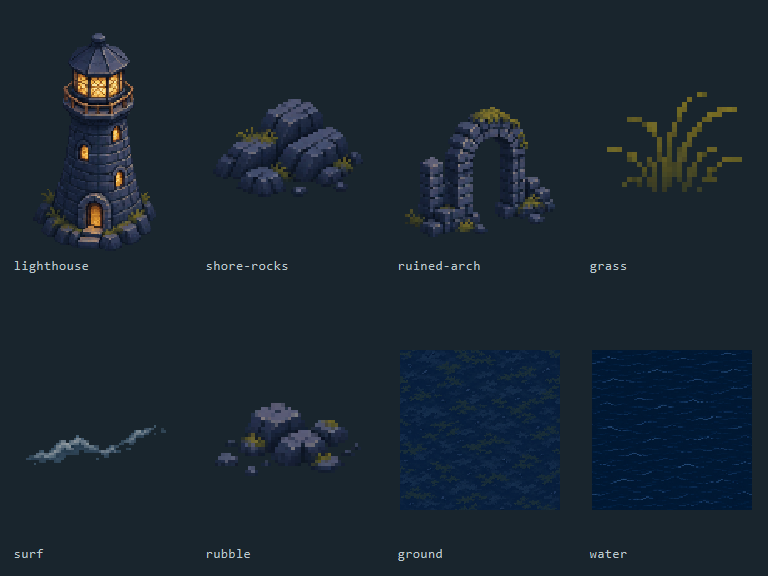 lighthouse
shore-rocks
ruined-arch
grass
surf
rubble
ground
water